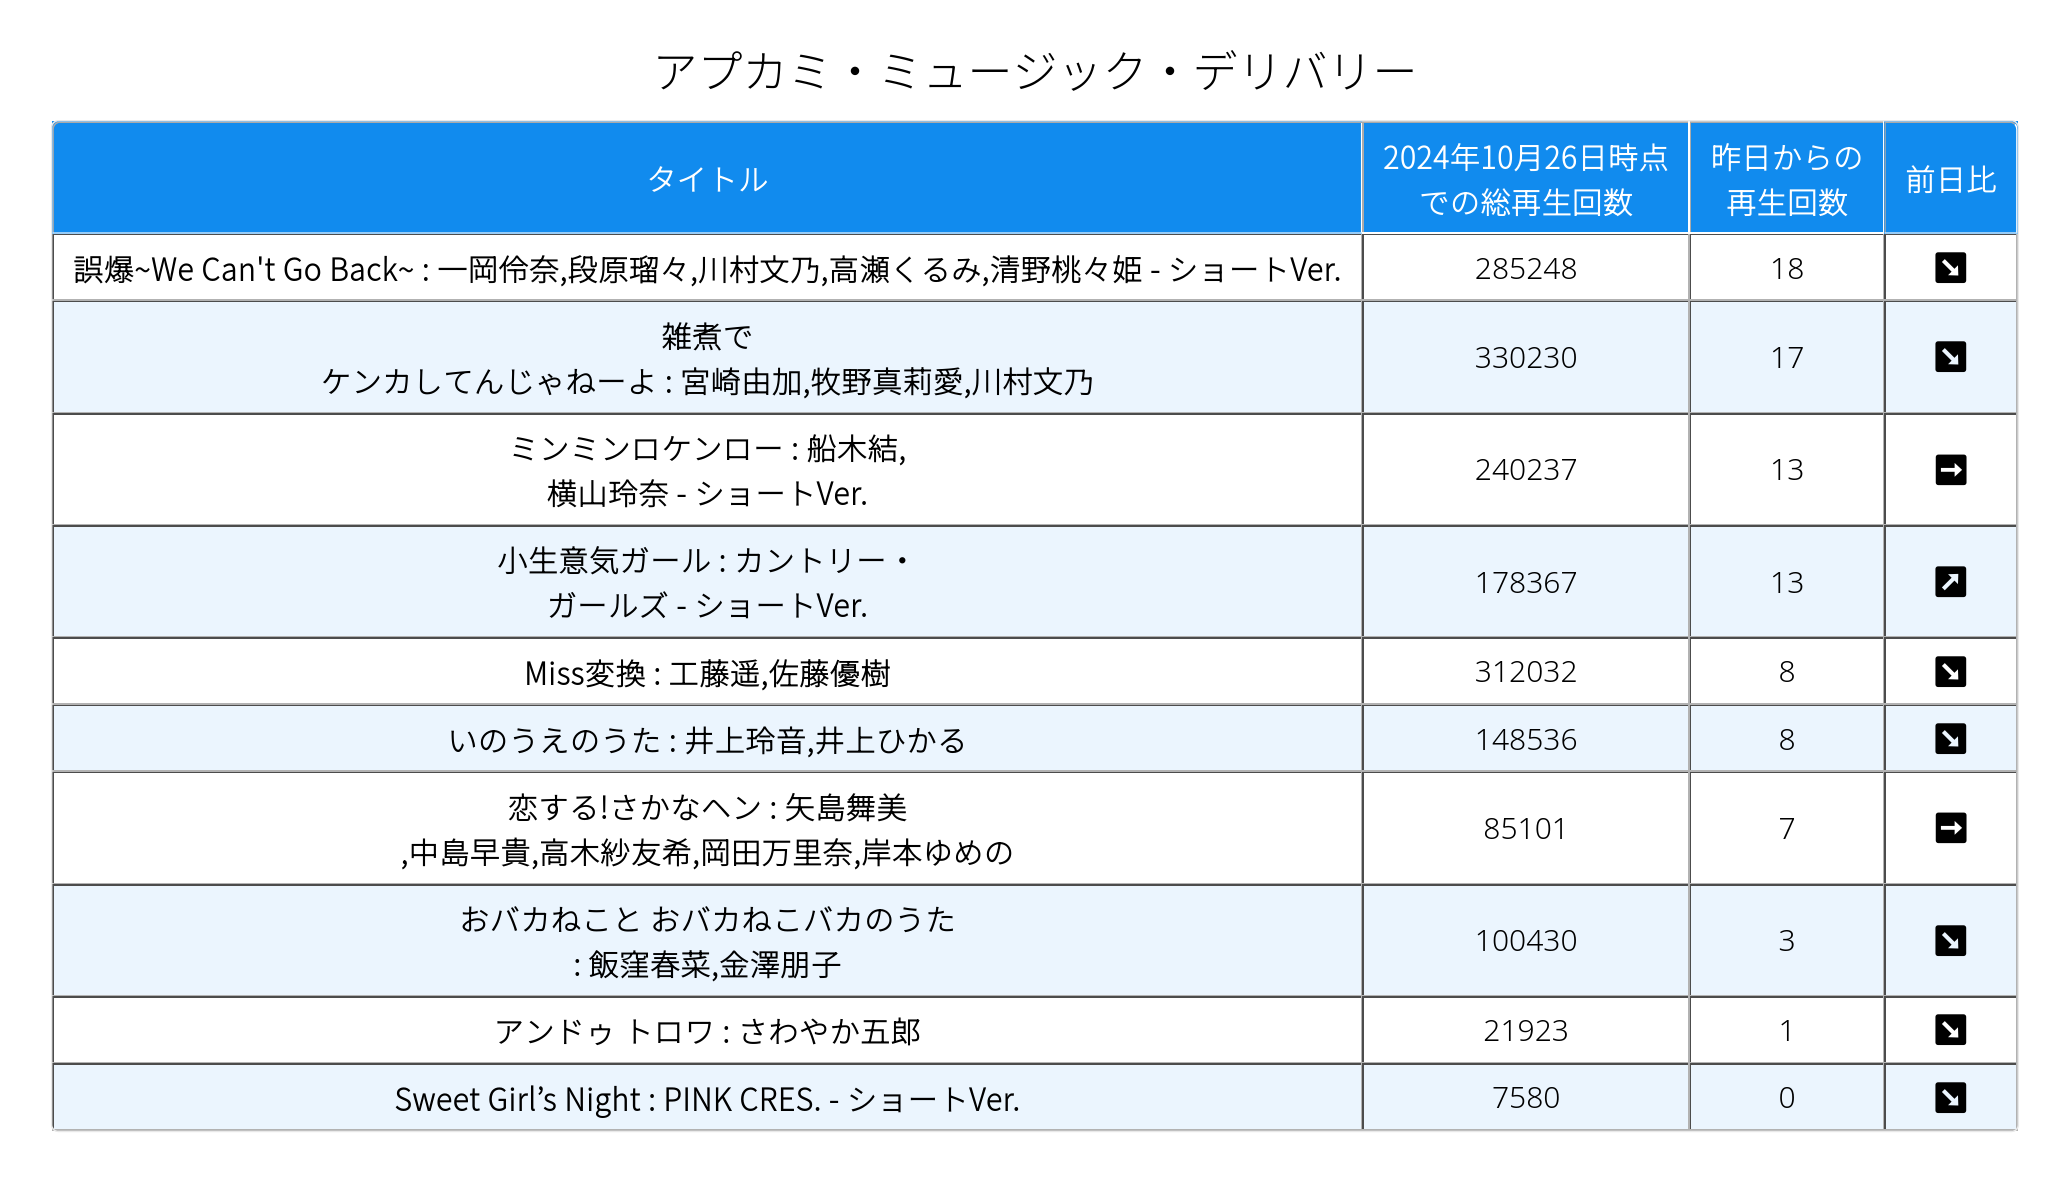 アプカミ・ミュージック・デリバリー
タイトル
2024年10月26日時点
での総再生回数
昨日からの
再生回数
前日比
誤爆~We Can't Go Back~ : 一岡伶奈,段原瑠々,川村文乃,高瀬くるみ,清野桃々姫 - ショートVer.
285248
18
雑煮で
ケンカしてんじゃねーよ : 宮崎由加,牧野真莉愛,川村文乃
330230
17
ミンミンロケンロー : 船木結,
横山玲奈 - ショートVer.
240237
13
小生意気ガール : カントリー・
ガールズ - ショートVer.
178367
13
Miss変換 : 工藤遥,佐藤優樹
312032
8
いのうえのうた : 井上玲音,井上ひかる
148536
8
恋する!さかなヘン : 矢島舞美
,中島早貴,高木紗友希,岡田万里奈,岸本ゆめの
85101
7
おバカねこと おバカねこバカのうた
: 飯窪春菜,金澤朋子
100430
3
アンドゥ トロワ : さわやか五郎
21923
1
Sweet Girl’s Night : PINK CRES. - ショートVer.
7580
0